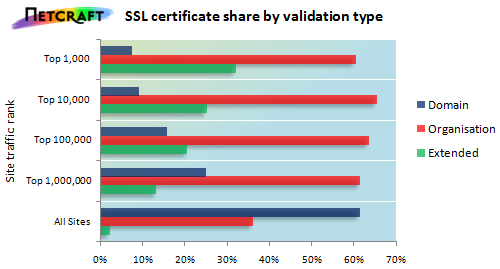 NETCRAFT
SSL certificate share by validation type
Site traffic rank
Top 1,000
Top 10,000
Top 100,000
Top 1,000,000
All Sites
0% 10% 20% 30% 40% 50% 60% 70%
Domain
Organisation
Extended